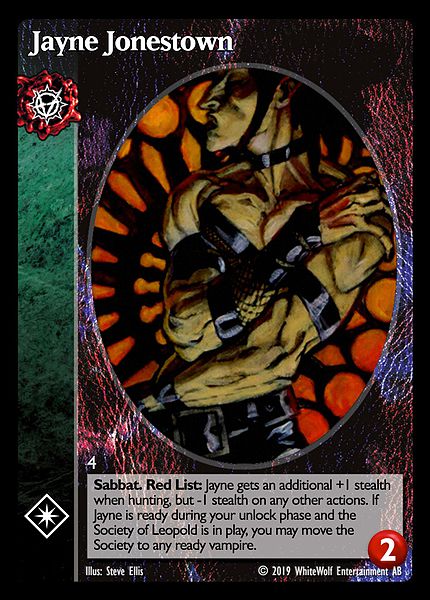 Jayne Jonestown
4
Sabbat. Red List: Jayne gets an additional +1 stealth
when hunting, but -1 stealth on any other actions. If
Jayne is ready during your unlock phase and the
Society of Leopold is in play, you may move the
Society to any ready vampire.
2
Illus: Steve Ellis © 2019 WhiteWolf Entertainment AB